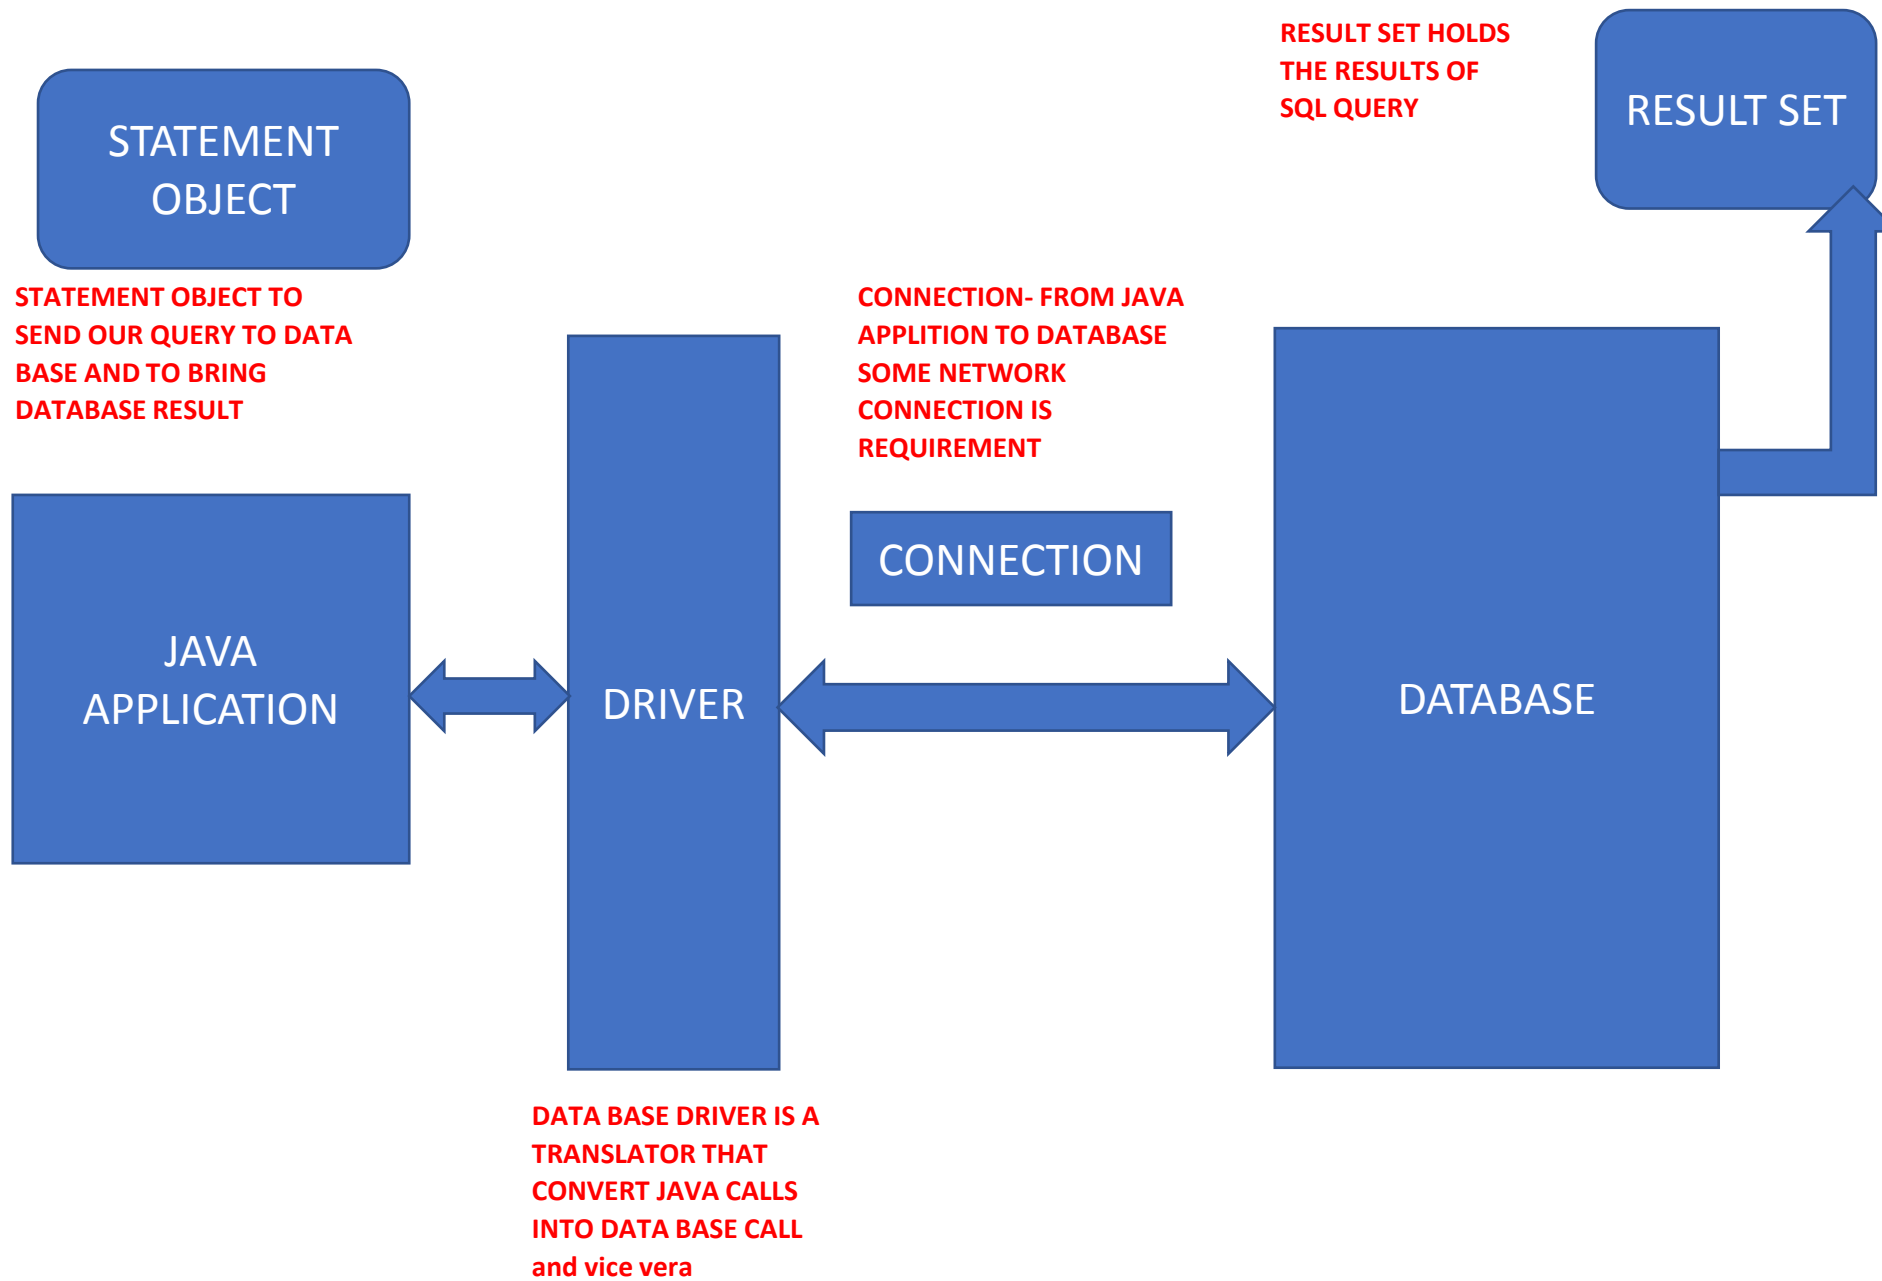 STATEMENT
OBJECT
STATEMENT OBJECT TO
SEND OUR QUERY TO DATA
BASE AND TO BRING
DATABASE RESULT
JAVA
APPLICATION
DRIVER
DATA BASE DRIVER IS A
TRANSLATOR THAT
CONVERT JAVA CALLS
INTO DATA BASE CALL
and vice vera
CONNECTION- FROM JAVA
APPLITION TO DATABASE
SOME NETWORK
CONNECTION IS
REQUIREMENT
CONNECTION
DATABASE
RESULT SET HOLDS
THE RESULTS OF
SQL QUERY
RESULT SET